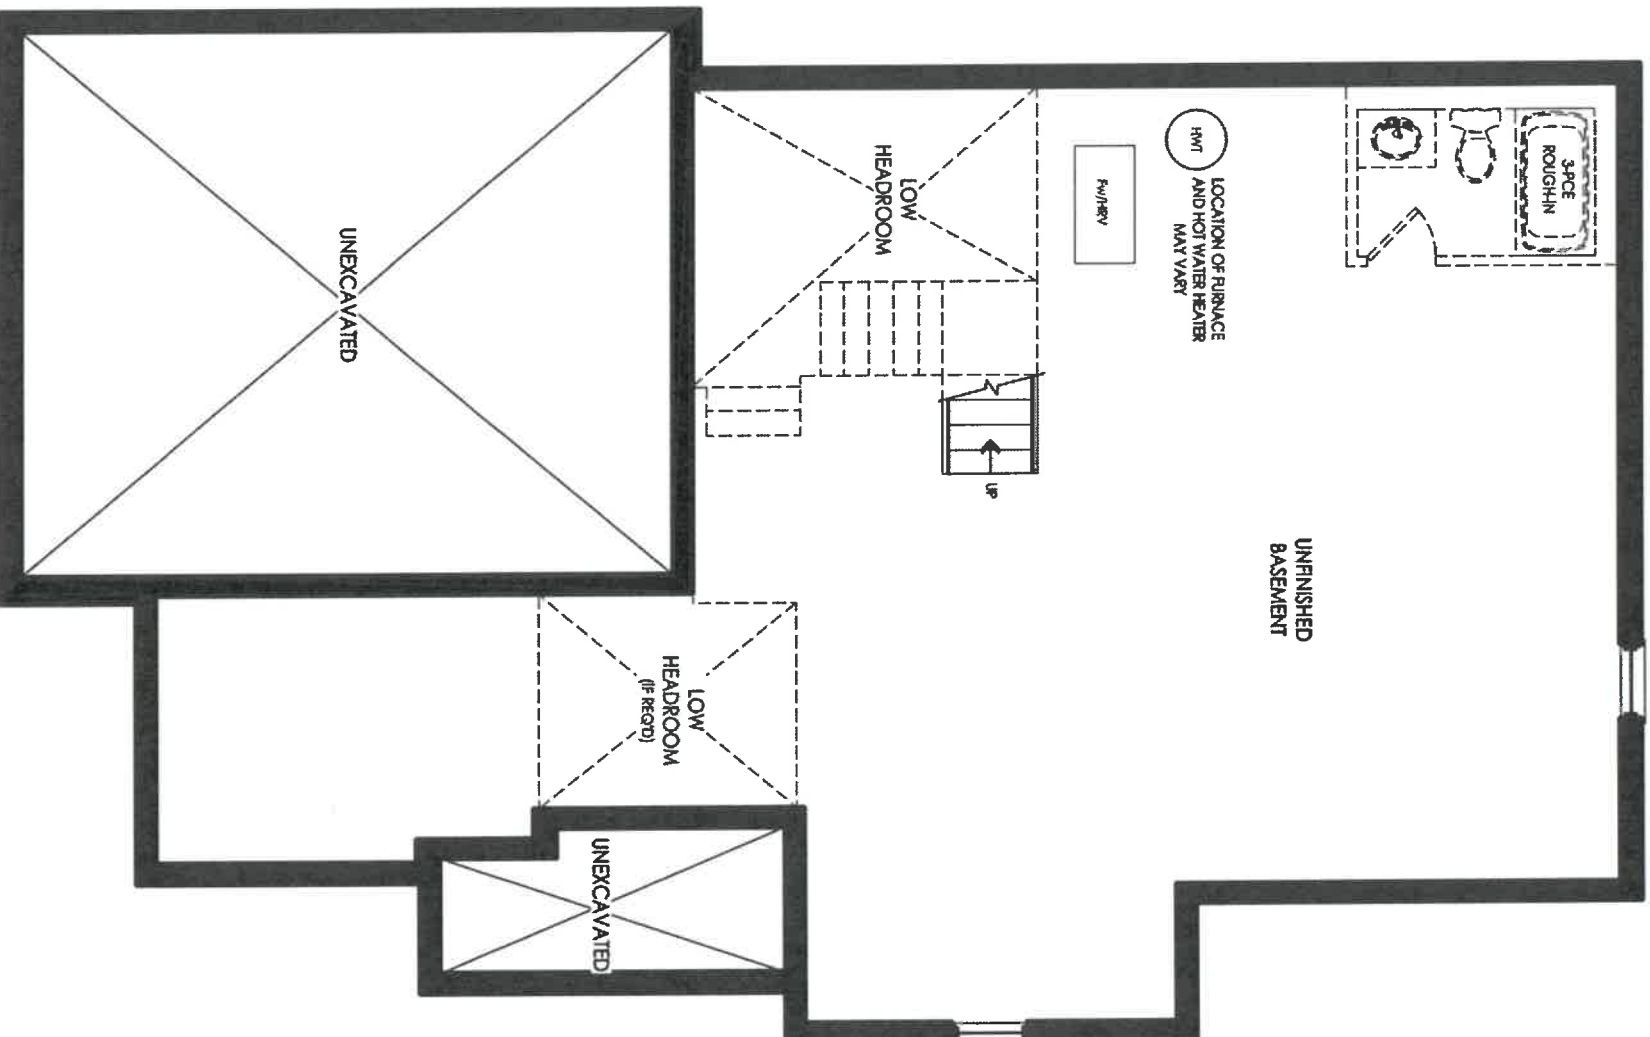 3-PCE
ROUGH-IN
HWT
LOCATION OF FURNACE
AND HOT WATER HEATER
MAY VARY
Fw/HRV
LOW
HEADROOM
UNEXCAVATED
UP
UNFINISHED
BASEMENT
LOW
HEADROOM
(IF REQ'D)
UNEXCAVATED